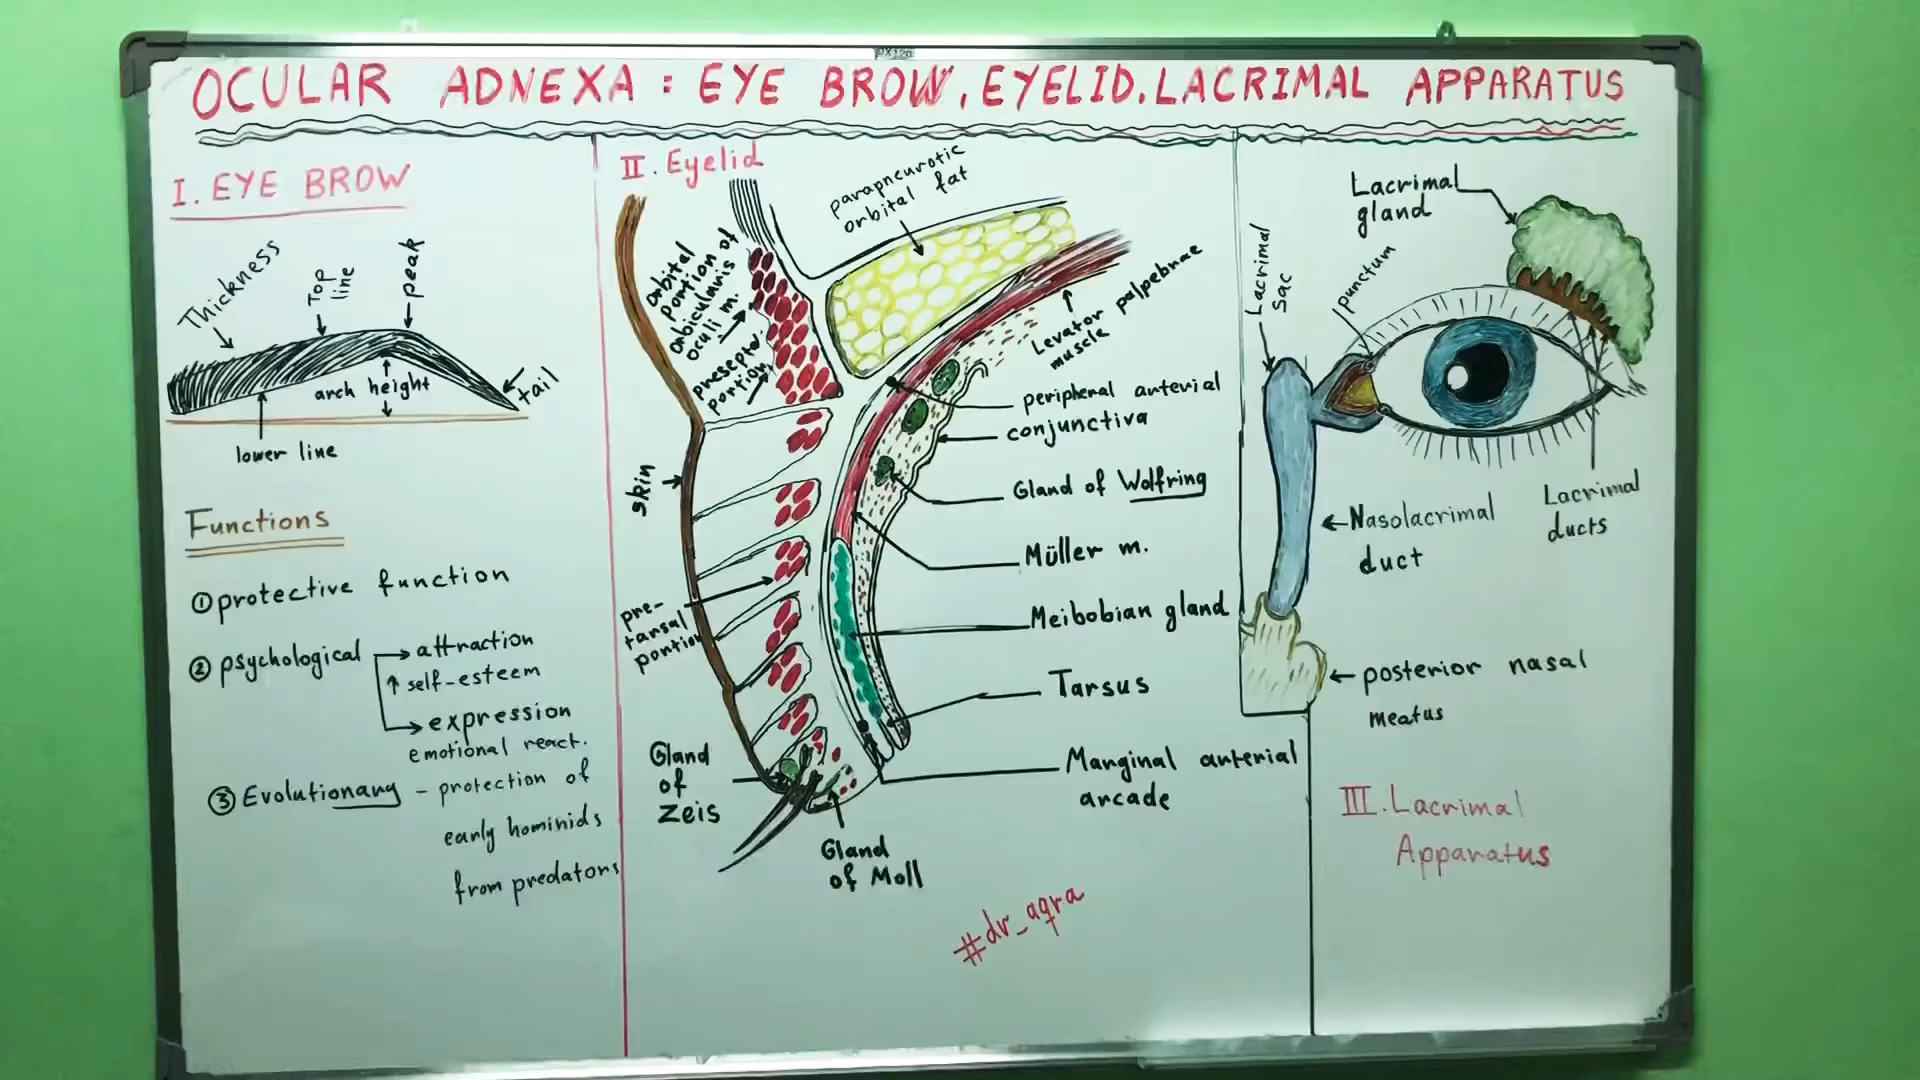 OCULAR ADNEXA : EYE BROW, EYELID. LACRIMAL APPARATUS
I. EYE BROW
Thickness
Top
line
peak
arch height
tail
lower line
Functions
① protective function
② psychological → attraction
↑ self-esteem
→ expression
emotional react.
③ Evolutionary - protection of
early hominids
from predators
II. Eyelid
parapneurotic
orbital fat
orbital
portion of
orbicularis
oculi m.
presepta.
portion
Levator palpebrae
muscle
peripheral arterial
conjunctiva
skin
Gland of Wolfring
Müller m.
pre-
tarsal
portion
Meibobian gland
Tarsus
Gland
of
Zeis
Marginal arterial
arcade
Gland
of Moll
#dr_aqra
Lacrimal
gland
Lacrimal
sac
punctum
Lacrimal
ducts
← Nasolacrimal
duct
← posterior nasal
meatus
III. Lacrimal
Apparatus